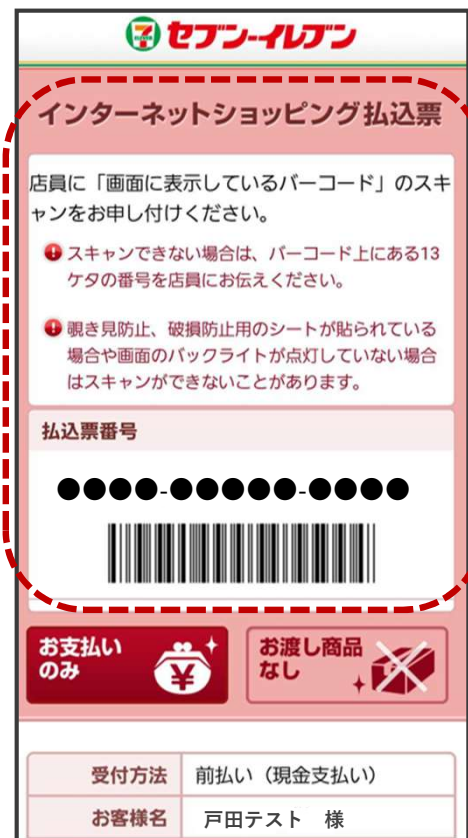 セブン-イレブン
インターネットショッピング払込票
店員に「画面に表示しているバーコード」のスキ
ャンをお申し付けください。
スキャンできない場合は、バーコード上にある13
ケタの番号を店員にお伝えください。
覗き見防止、破損防止用のシートが貼られている
場合や画面のバックライトが点灯していない場合
はスキャンができないことがあります。
払込票番号
●●●●-●●●●●-●●●●
お支払い
のみ
お渡し商品
なし
受付方法 前払い（現金支払い）
お客様名 戸田テスト　様